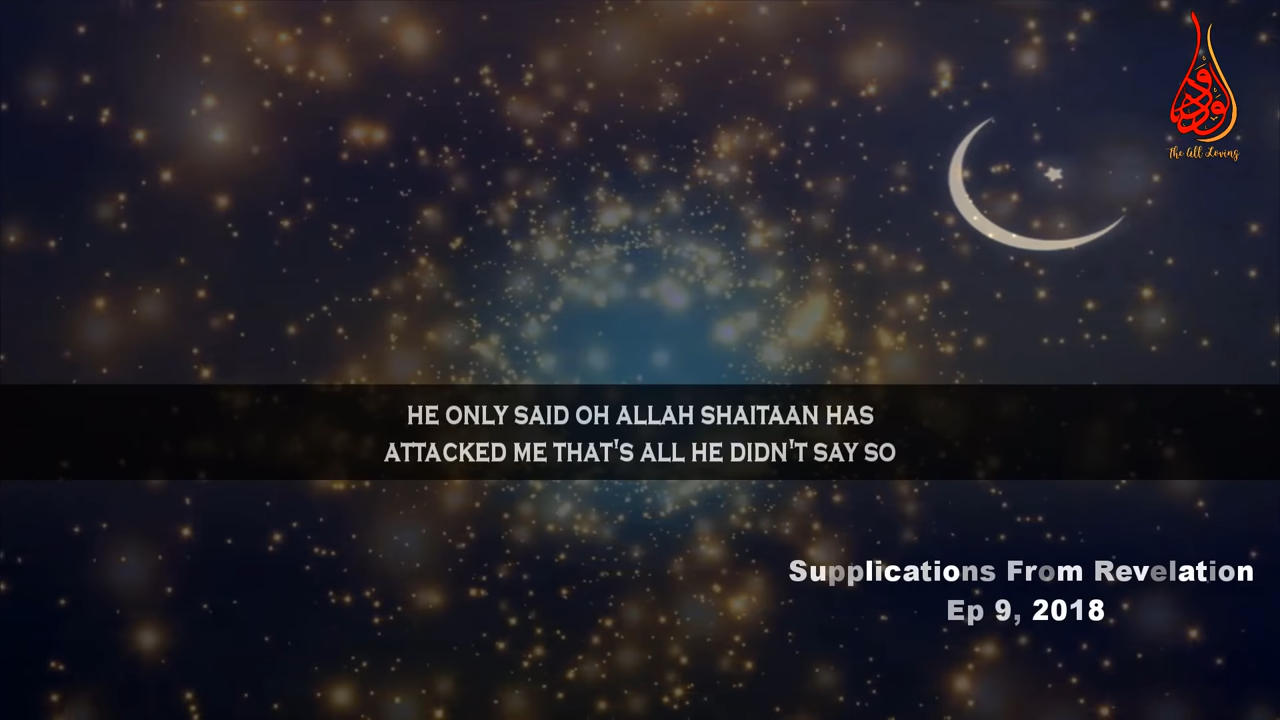 الودود
The All Loving
HE ONLY SAID OH ALLAH SHAITAAN HAS
ATTACKED ME THAT'S ALL HE DIDN'T SAY SO
Supplications From Revelation
Ep 9, 2018